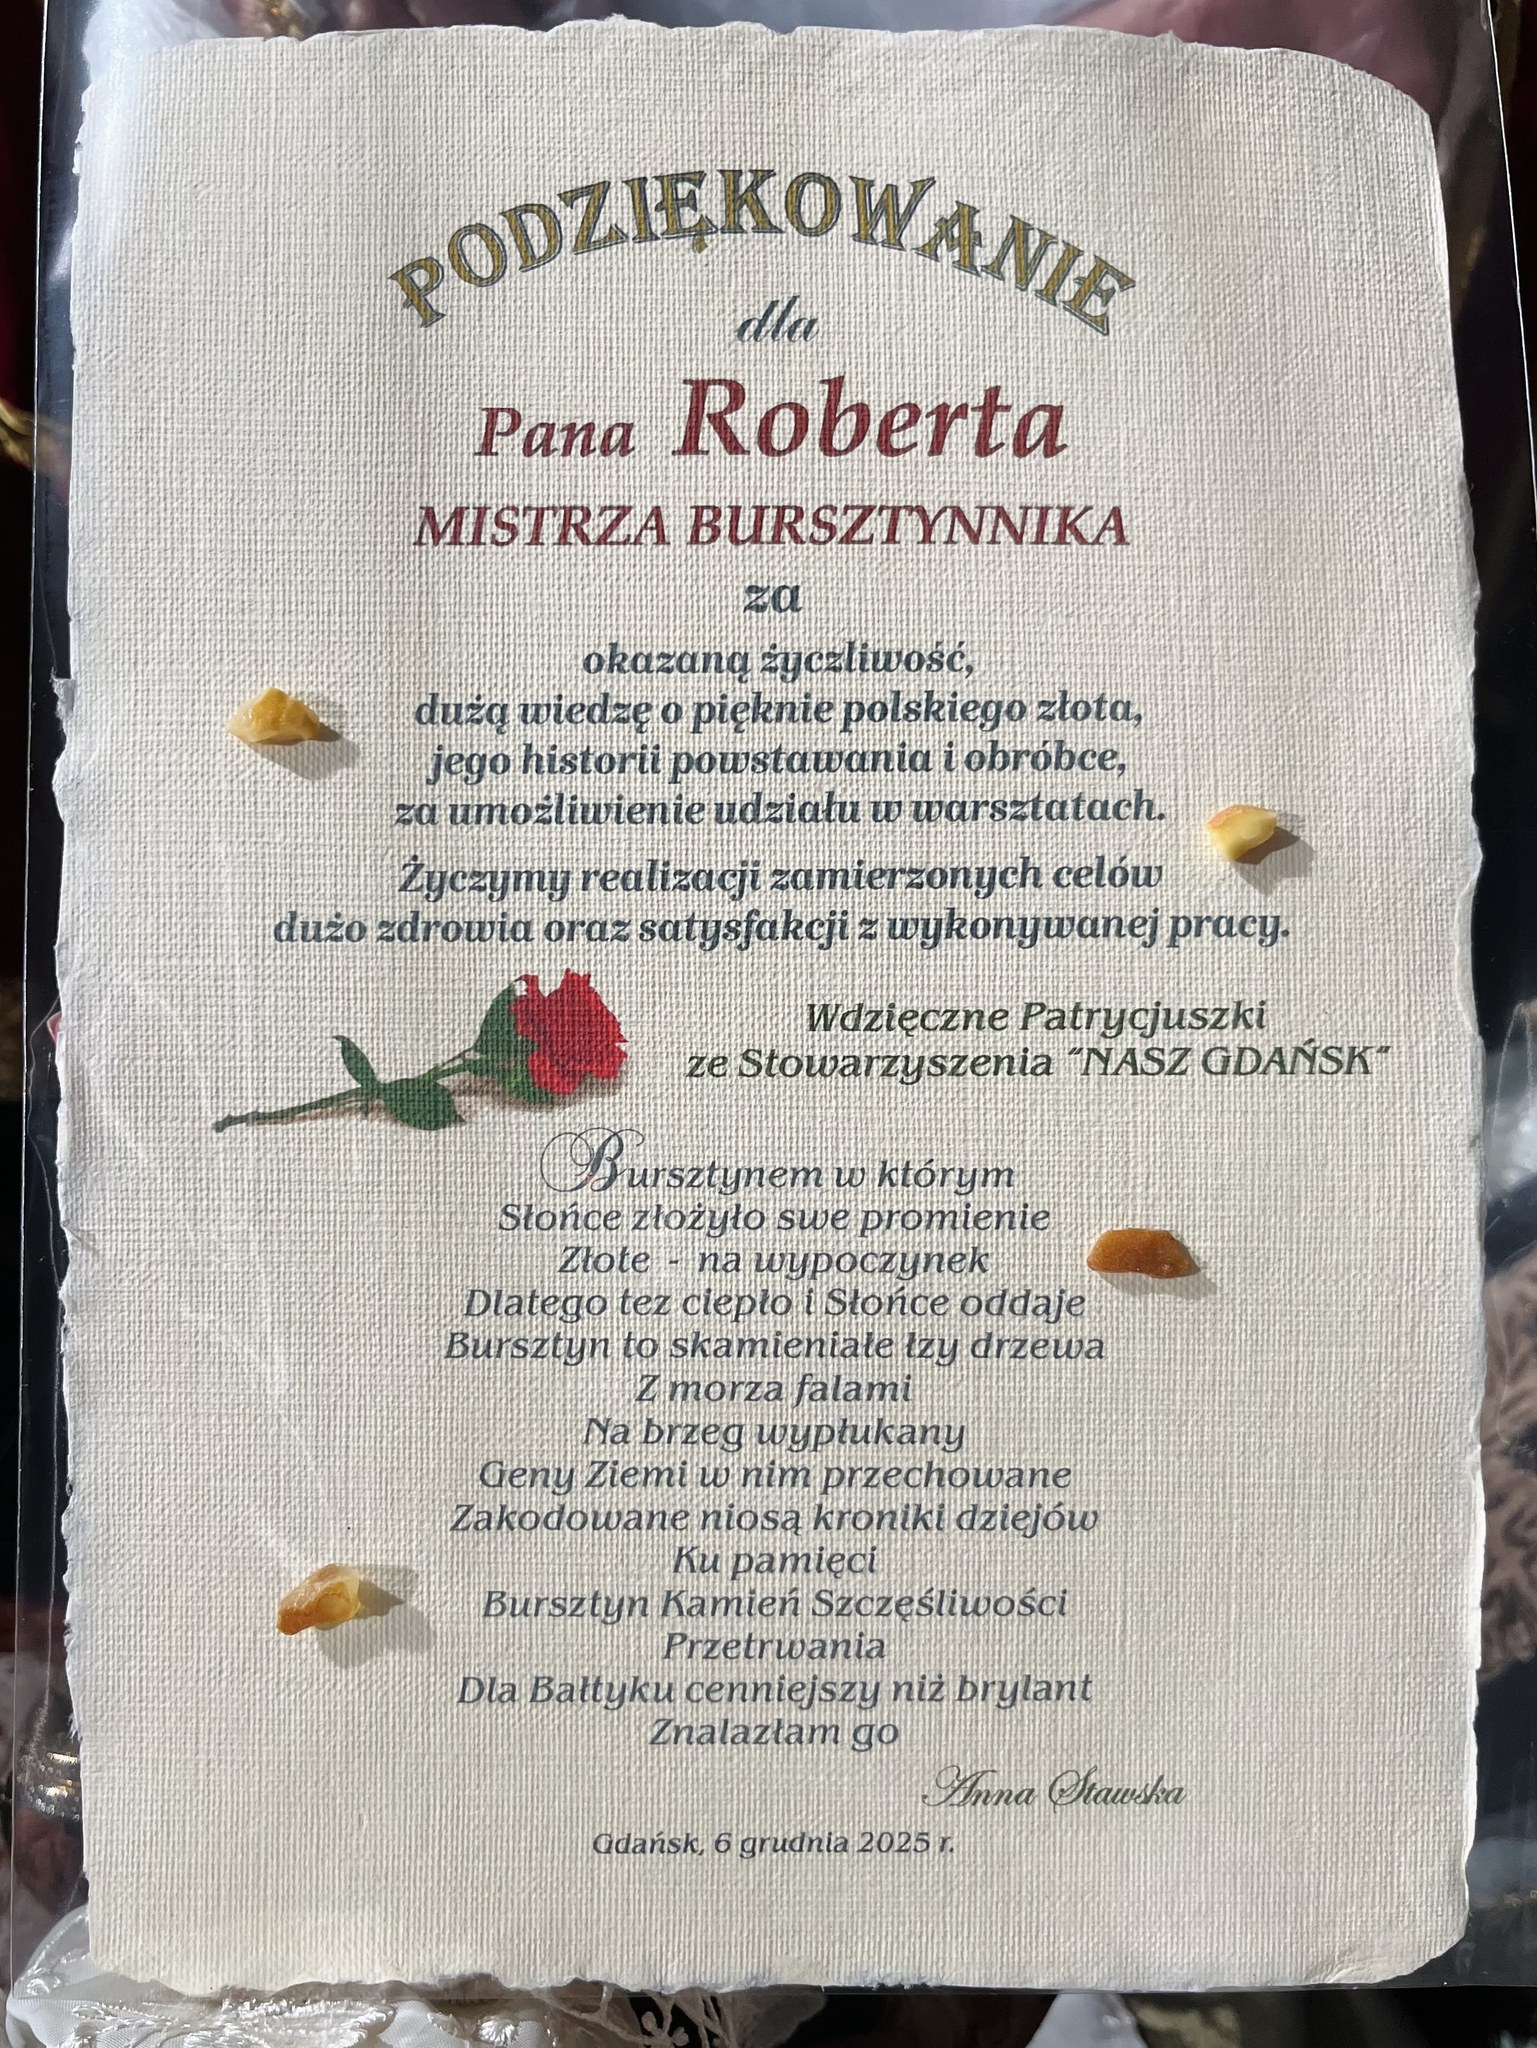 PODZIĘKOWANIE
dla
Pana Roberta
MISTRZA BURSZTYNNIKA
za
okazaną życzliwość,
dużą wiedzę o pięknie polskiego złota,
jego historii powstawania i obróbce,
za umożliwienie udziału w warsztatach.
Życzymy realizacji zamierzonych celów
dużo zdrowia oraz satysfakcji z wykonywanej pracy.
Wdzięczne Patrycjuszki
ze Stowarzyszenia "NASZ GDAŃSK"
Bursztynem w którym
Słońce złożyło swe promienie
Złote - na wypoczynek
Dlatego tez ciepło i Słońce oddaje
Bursztyn to skamieniałe łzy drzewa
Z morza falami
Na brzeg wypłukany
Geny Ziemi w nim przechowane
Zakodowane niosą kroniki dziejów
Ku pamięci
Bursztyn Kamień Szczęśliwości
Przetrwania
Dla Bałtyku cenniejszy niż brylant
Znalazłam go
Anna Stawska
Gdańsk, 6 grudnia 2025 r.